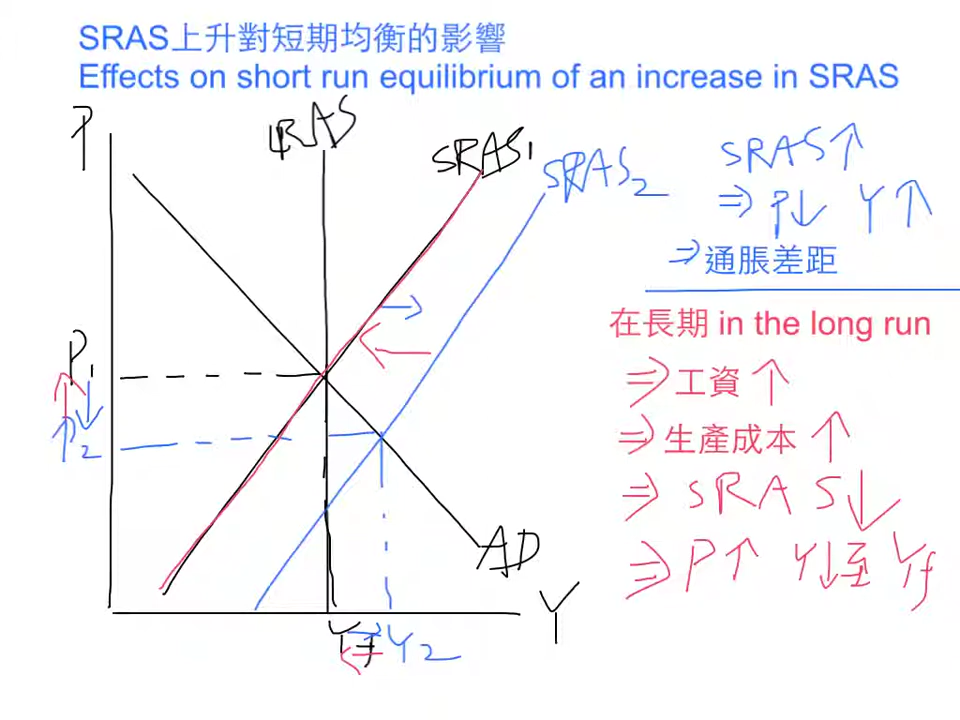 SRAS上升對短期均衡的影響
Effects on short run equilibrium of an increase in SRAS
P
LRAS
SRAS1
SRAS2
SRAS↑
⇒ P↓ Y↑
⇒通脹差距
在長期 in the long run
⇒工資↑
⇒生產成本↑
⇒ SRAS↓
⇒ P↑ Y↓至 Yf
P1
P2
AD
Y
Yf
Y2